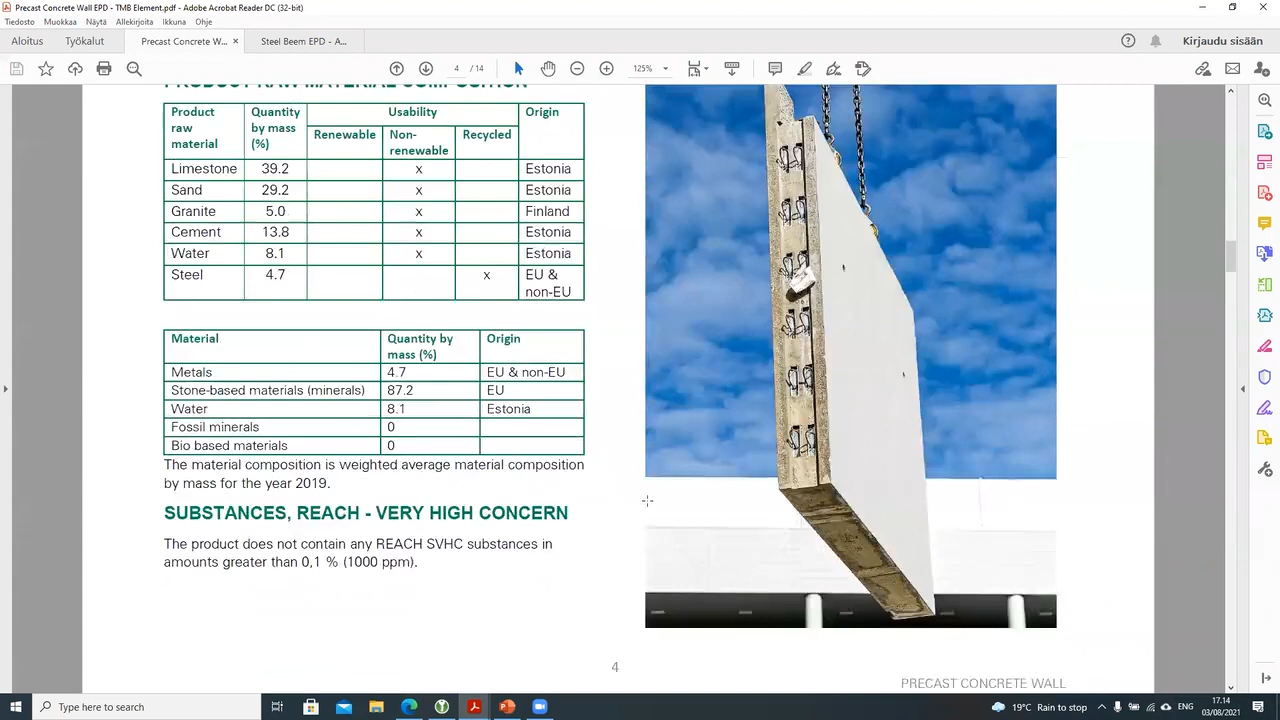 Precast Concrete Wall EPD - TMB Element.pdf - Adobe Acrobat Reader DC (32-bit)
Tiedosto Muokkaa Näytä Allekirjoita Ikkuna Ohje
Aloitus Työkalut Precast Concrete W... × Steel Beem EPD - A... Kirjaudu sisään
4 / 14 125%
PRODUCT RAW MATERIAL COMPOSITION
Product raw material Quantity by mass (%) Usability Origin
Renewable Non-renewable Recycled
Limestone 39.2 x Estonia
Sand 29.2 x Estonia
Granite 5.0 x Finland
Cement 13.8 x Estonia
Water 8.1 x Estonia
Steel 4.7 x EU & non-EU
Material Quantity by mass (%) Origin
Metals 4.7 EU & non-EU
Stone-based materials (minerals) 87.2 EU
Water 8.1 Estonia
Fossil minerals 0
Bio based materials 0
The material composition is weighted average material composition
by mass for the year 2019.
SUBSTANCES, REACH - VERY HIGH CONCERN
The product does not contain any REACH SVHC substances in
amounts greater than 0,1 % (1000 ppm).
4
PRECAST CONCRETE WALL
Type here to search
19°C Rain to stop
17.14
03/08/2021